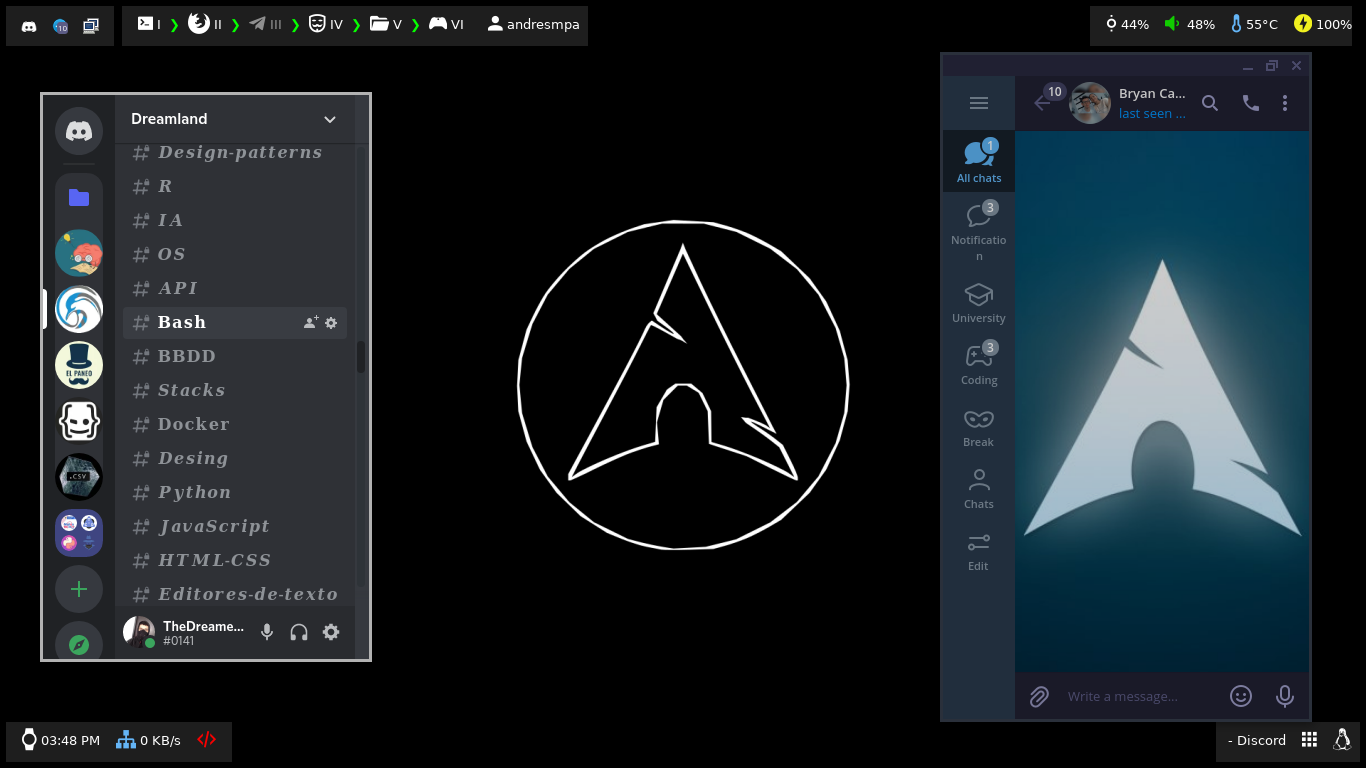 10
I
II
III
IV
V
VI
andresmpa
44%
48%
55°C
100%
Dreamland
Design-patterns
R
IA
OS
API
Bash
BBDD
Stacks
Docker
Desing
Python
JavaScript
HTML-CSS
Editores-de-texto
EL PANEO
.CSV
TheDreame...
#0141
10
Bryan Ca...
last seen ...
1
All chats
3
Notificatio
n
University
3
Coding
Break
Chats
Edit
Write a message...
03:48 PM
0 KB/s
- Discord